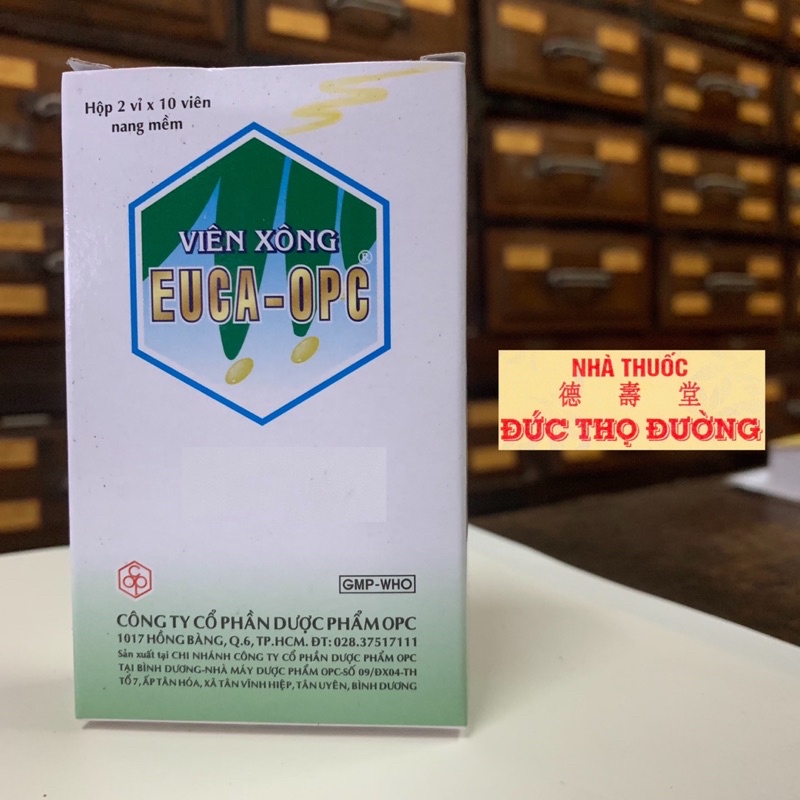 Hộp 2 vỉ x 10 viên
nang mềm
VIÊN XÔNG
EUCA-OPC®
NHÀ THUỐC
德 壽 堂
ĐỨC THỌ ĐƯỜNG
OPC
GMP-WHO
CÔNG TY CỔ PHẦN DƯỢC PHẨM OPC
1017 HỒNG BÀNG, Q.6, TP.HCM. ĐT: 028.37517111
Sản xuất tại CHI NHÁNH CÔNG TY CỔ PHẦN DƯỢC PHẨM OPC
TẠI BÌNH DƯƠNG-NHÀ MÁY DƯỢC PHẨM OPC-SỐ 09/ĐX04-TH
TỔ 7, ẤP TÂN HÓA, XÃ TÂN VĨNH HIỆP, TÂN UYÊN, BÌNH DƯƠNG